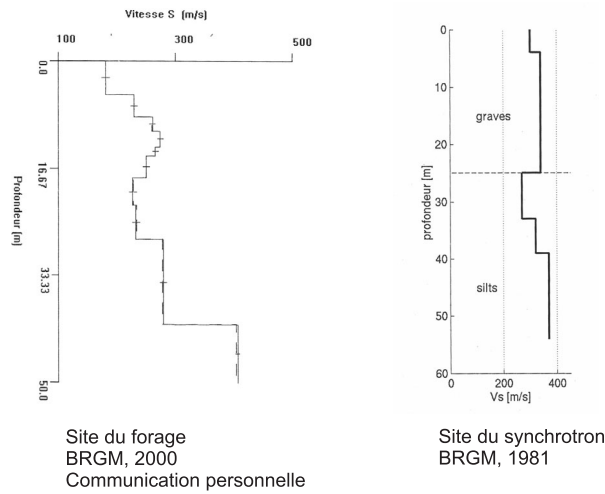 Vitesse S [m/s]
100
300
500
0.0
16.67
33.33
50.0
Profondeur [m]
0
10
20
30
40
50
60
profondeur [m]
graves
silts
0
200
400
Vs [m/s]
Site du forage
BRGM, 2000
Communication personnelle
Site du synchrotron
BRGM, 1981